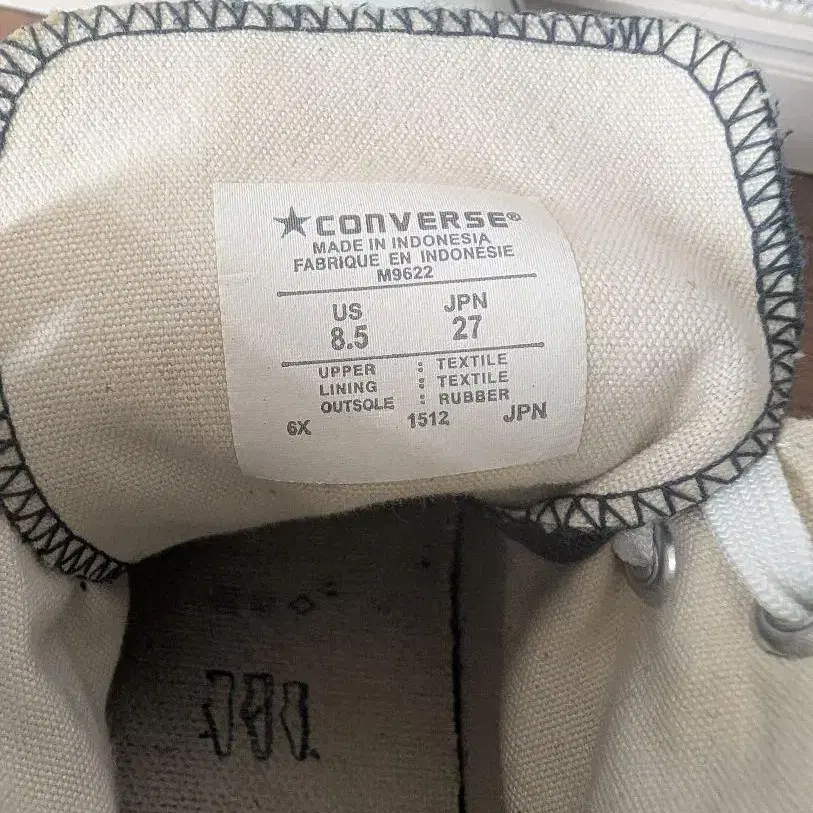 ★CONVERSE®
MADE IN INDONESIA
FABRIQUE EN INDONESIE
M9622
US JPN
8.5 27
UPPER : TEXTILE
LINING : TEXTILE
OUTSOLE : RUBBER
6X 1512 JPN